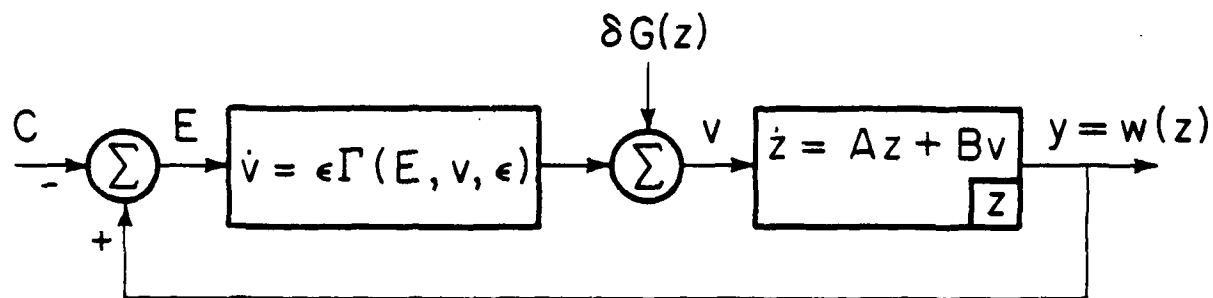 δG(z)
C
E
v
y = w(z)
-
Σ
v̇ = ϵΓ(E, v, ϵ)
Σ
ż = Az + Bv
z
+